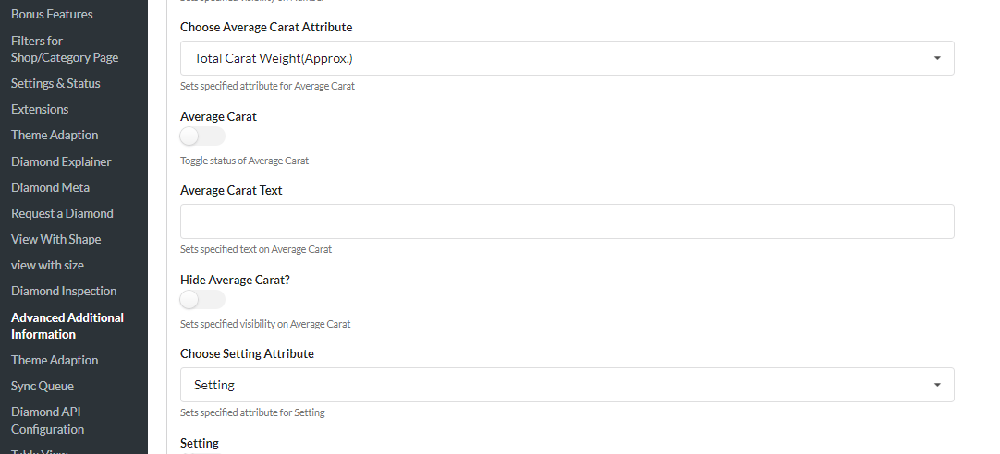 Bonus Features
Filters for
Shop/Category Page
Settings & Status
Extensions
Theme Adaption
Diamond Explainer
Diamond Meta
Request a Diamond
View With Shape
view with size
Diamond Inspection
Advanced Additional
Information
Theme Adaption
Sync Queue
Diamond API
Configuration
Choose Average Carat Attribute
Total Carat Weight(Approx.)
Sets specified attribute for Average Carat
Average Carat
Toggle status of Average Carat
Average Carat Text
Sets specified text on Average Carat
Hide Average Carat?
Sets specified visibility on Average Carat
Choose Setting Attribute
Setting
Sets specified attribute for Setting
Setting